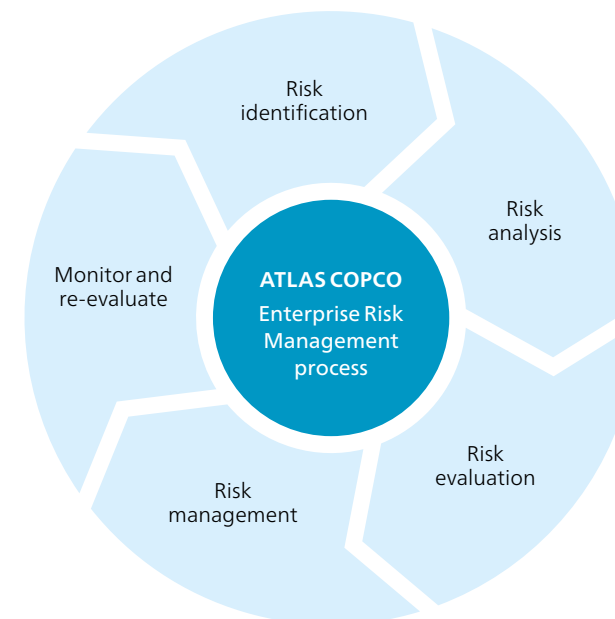 Risk
identification
Risk
analysis
Risk
evaluation
Risk
management
Monitor and
re-evaluate
ATLAS COPCO
Enterprise Risk
Management
process